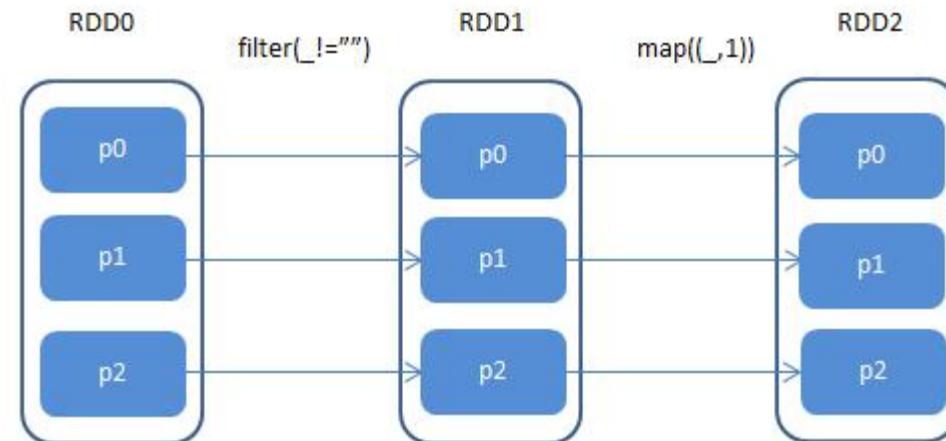 RDD0 RDD1 RDD2
filter(_!=””) map((_,1))
p0 p0 p0
p1 p1 p1
p2 p2 p2